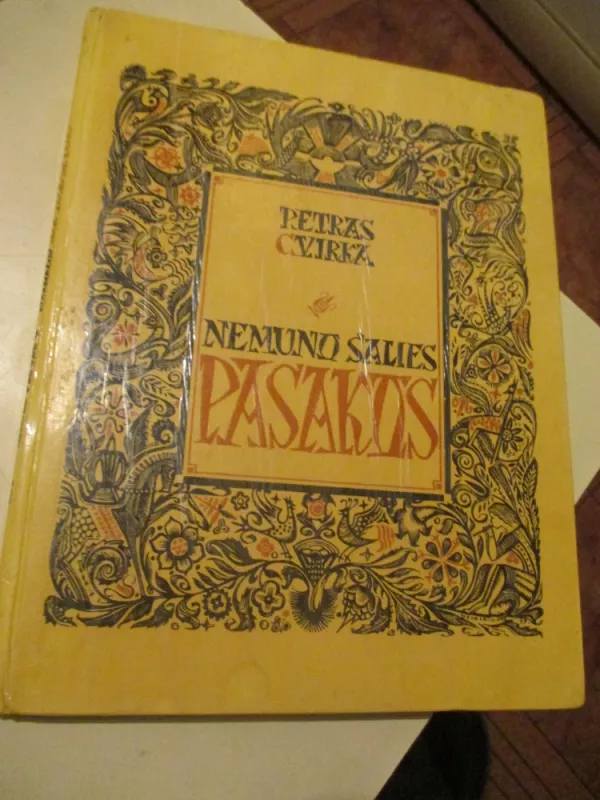 PETRAS
CVIRKA
NEMUNO ŠALIES
PASAKOS